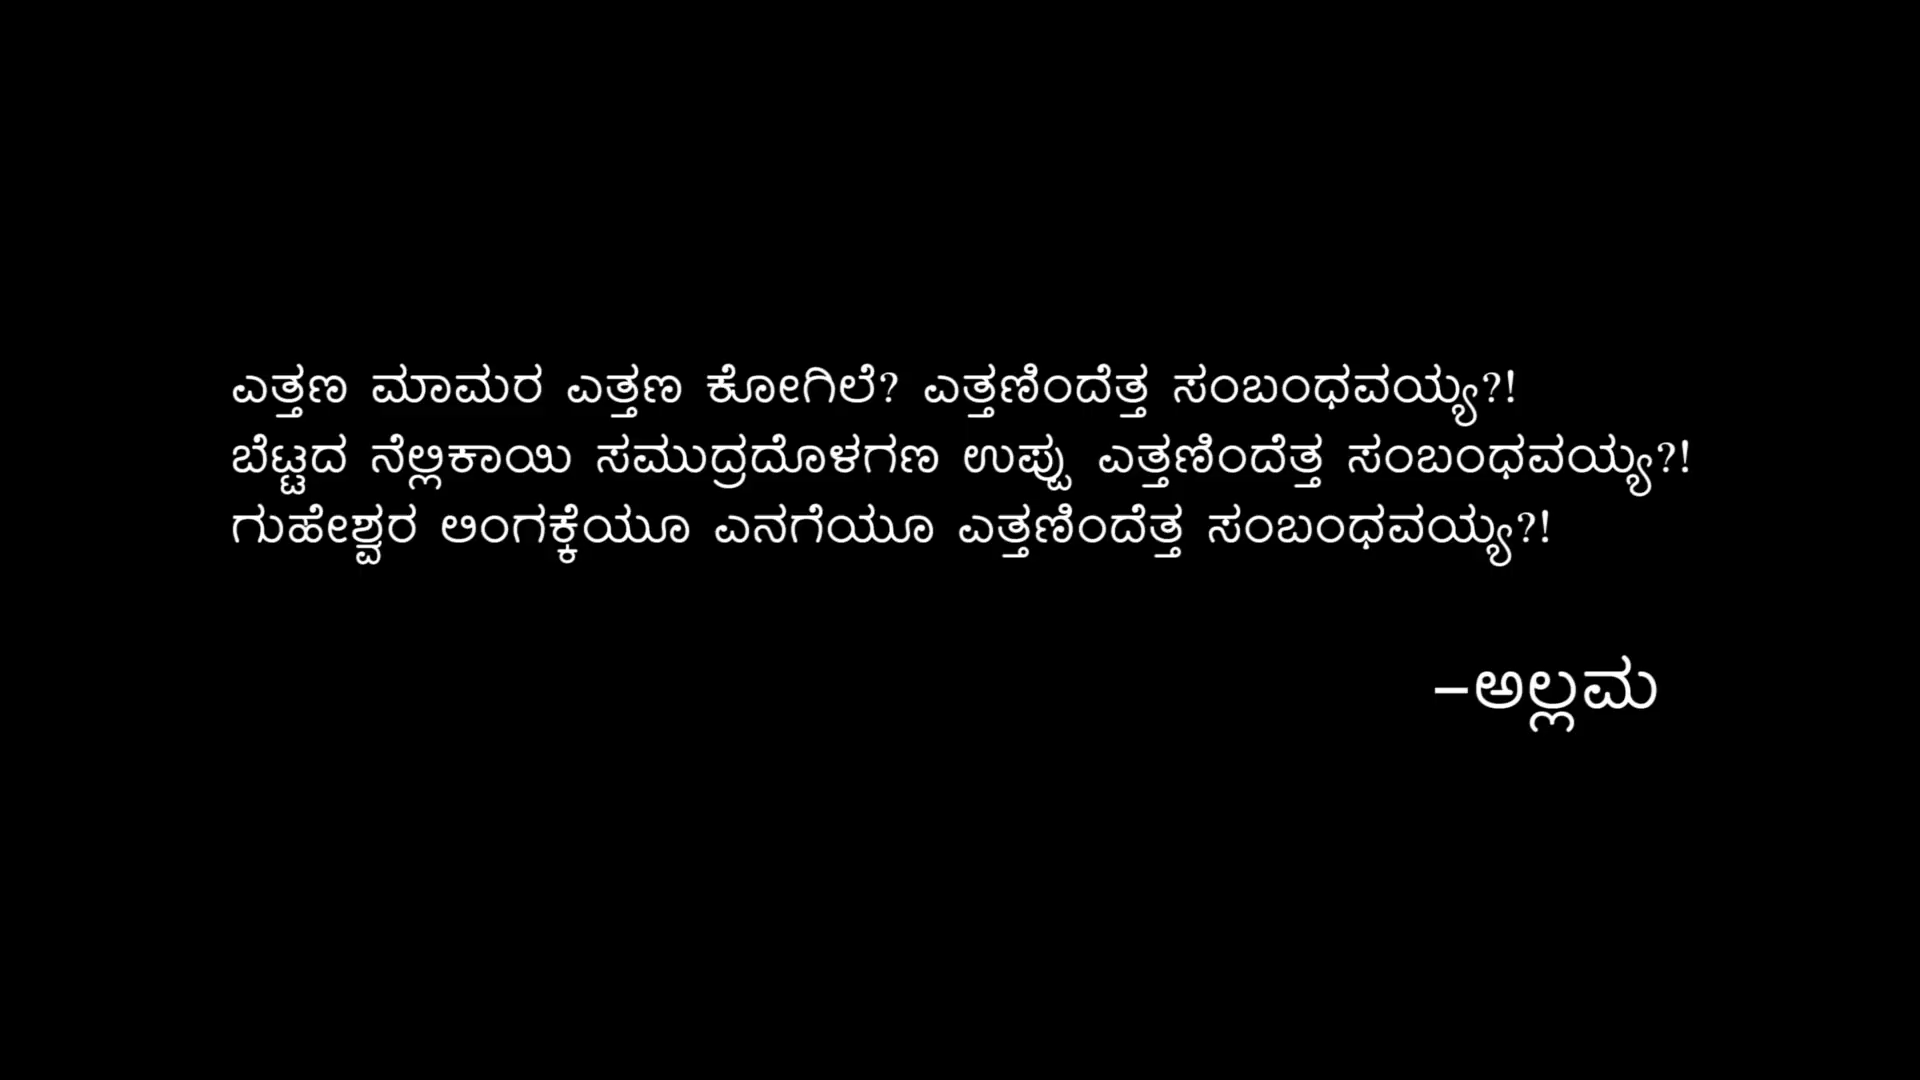 ಎತ್ತಣ ಮಾಮರ ಎತ್ತಣ ಕೋಗಿಲೆ? ಎತ್ತಣಿಂದೆತ್ತ ಸಂಬಂಧವಯ್ಯ?!
ಬೆಟ್ಟದ ನೆಲ್ಲಿಕಾಯಿ ಸಮುದ್ರದೊಳಗಣ ಉಪ್ಪು ಎತ್ತಣಿಂದೆತ್ತ ಸಂಬಂಧವಯ್ಯ?!
ಗುಹೇಶ್ವರ ಲಿಂಗಕ್ಕೆಯೂ ಎನಗೆಯೂ ಎತ್ತಣಿಂದೆತ್ತ ಸಂಬಂಧವಯ್ಯ?!
–ಅಲ್ಲಮ